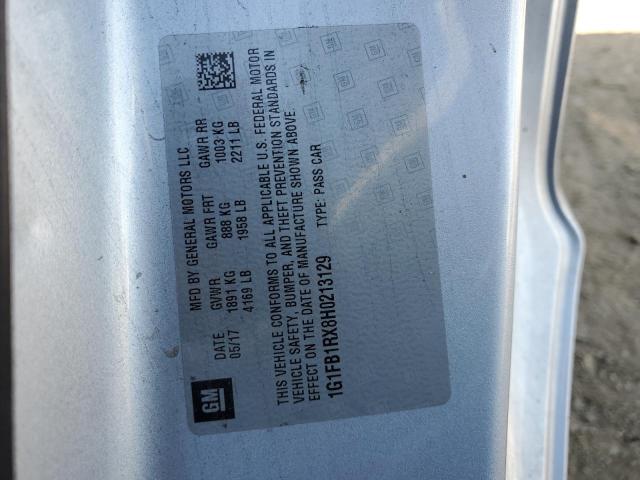 MFD BY GENERAL MOTORS LLC
DATE GVWR GAWR FRT GAWR RR
05/17 1891 KG 888 KG 1003 KG
4169 LB 1958 LB 2211 LB
THIS VEHICLE CONFORMS TO ALL APPLICABLE U.S. FEDERAL MOTOR
VEHICLE SAFETY, BUMPER, AND THEFT PREVENTION STANDARDS IN
EFFECT ON THE DATE OF MANUFACTURE SHOWN ABOVE
1G1FB1RX8H0213129 TYPE: PASS CAR
GM